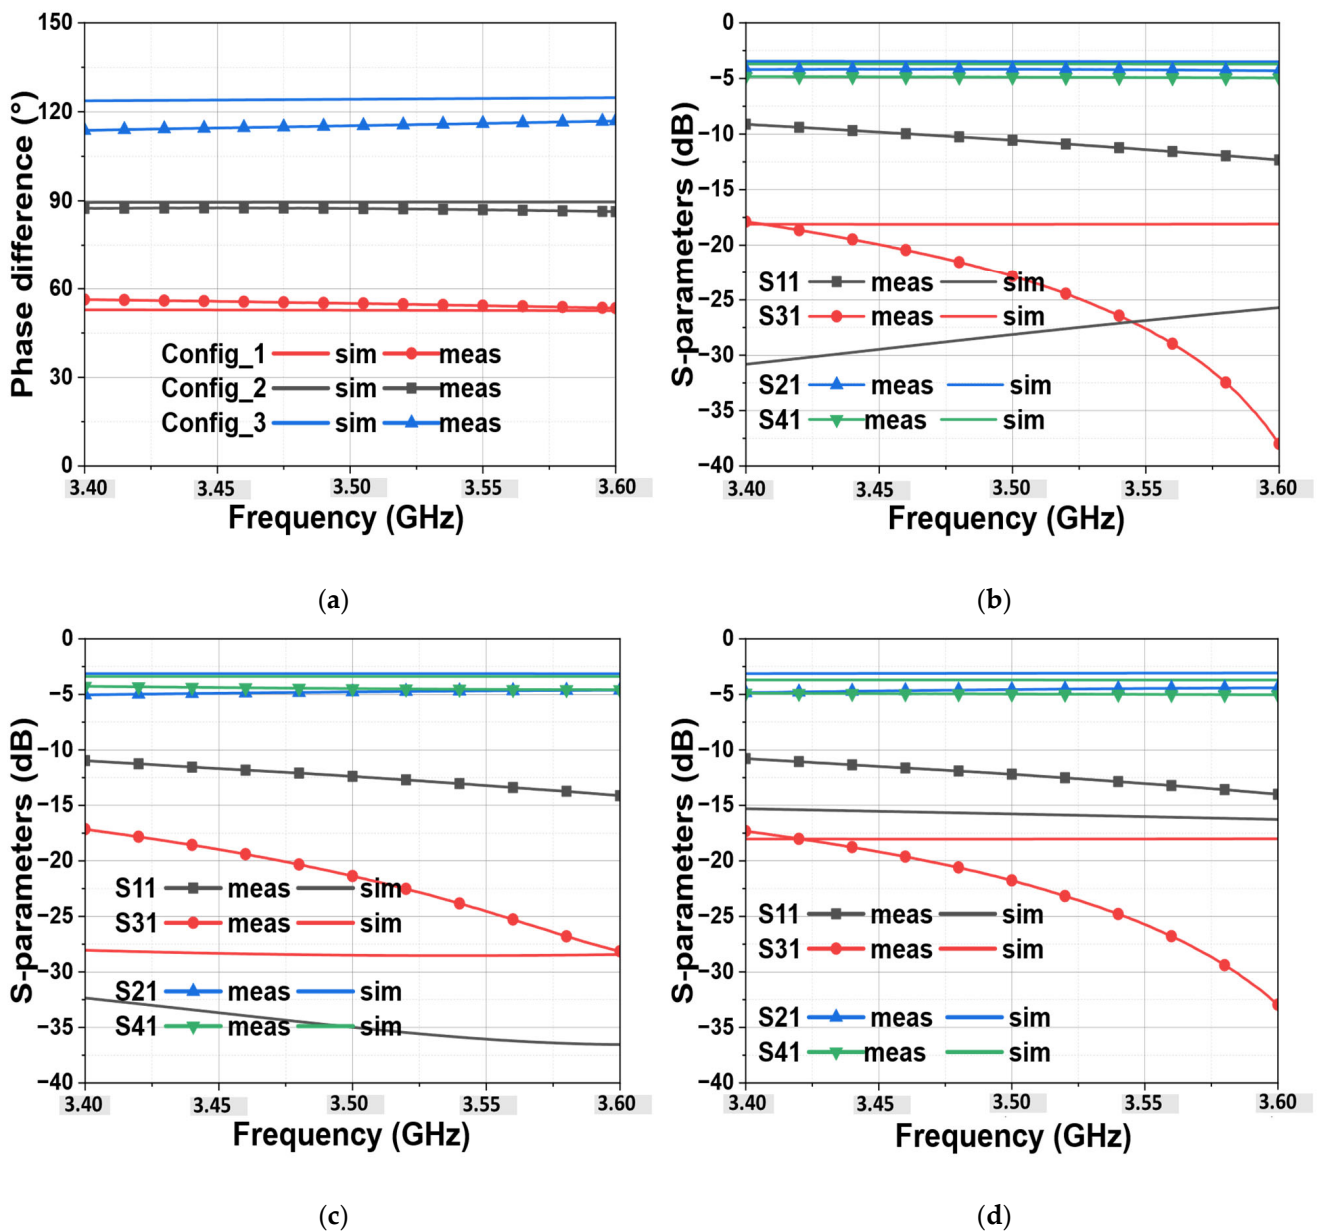 150
120
90
60
30
0
Phase difference (°)
Config_1 sim meas
Config_2 sim meas
Config_3 sim meas
3.40 3.45 3.50 3.55 3.60
Frequency (GHz)
(a)
0
−5
−10
−15
−20
−25
−30
−35
−40
S-parameters (dB)
S11 meas sim
S31 meas sim
S21 meas sim
S41 meas sim
3.40 3.45 3.50 3.55 3.60
Frequency (GHz)
(b)
0
−5
−10
−15
−20
−25
−30
−35
−40
S-parameters (dB)
S11 meas sim
S31 meas sim
S21 meas sim
S41 meas sim
3.40 3.45 3.50 3.55 3.60
Frequency (GHz)
(c)
0
−5
−10
−15
−20
−25
−30
−35
−40
S-parameters (dB)
S11 meas sim
S31 meas sim
S21 meas sim
S41 meas sim
3.40 3.45 3.50 3.55 3.60
Frequency (GHz)
(d)